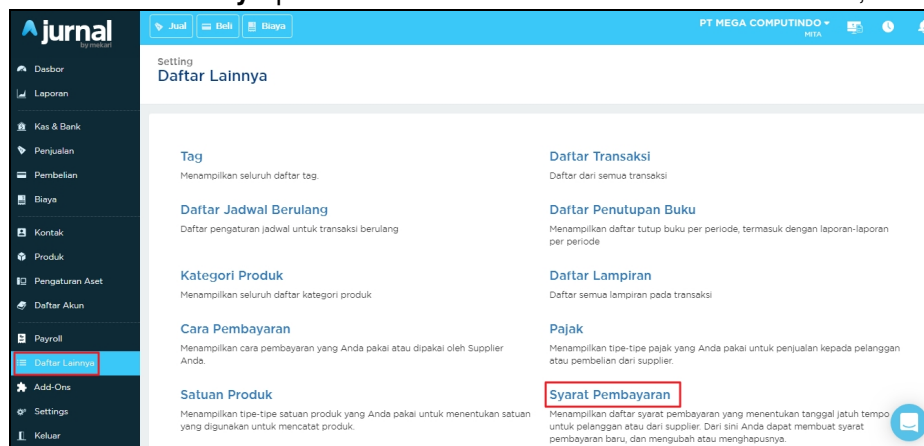 jurnal
by mekari
Jual
Beli
Biaya
PT MEGA COMPUTINDO
MITA
Dasbor
Laporan
Kas & Bank
Penjualan
Pembelian
Biaya
Kontak
Produk
Pengaturan Aset
Daftar Akun
Payroll
Daftar Lainnya
Add-Ons
Settings
Keluar
Setting
Daftar Lainnya
Tag
Menampilkan seluruh daftar tag.
Daftar Jadwal Berulang
Daftar pengaturan jadwal untuk transaksi berulang
Kategori Produk
Menampilkan seluruh daftar kategori produk
Cara Pembayaran
Menampilkan cara pembayaran yang Anda pakai atau dipakai oleh Supplier
Anda.
Satuan Produk
Menampilkan tipe-tipe satuan produk yang Anda pakai untuk menentukan satuan
yang digunakan untuk mencatat produk.
Daftar Transaksi
Daftar dari semua transaksi
Daftar Penutupan Buku
Menampilkan daftar tutup buku per periode, termasuk dengan laporan-laporan
per periode
Daftar Lampiran
Daftar semua lampiran pada transaksi
Pajak
Menampilkan tipe-tipe pajak yang Anda pakai untuk penjualan kepada pelanggan
atau pembelian dari supplier.
Syarat Pembayaran
Menampilkan daftar syarat pembayaran yang menentukan tanggal jatuh tempo
untuk pelanggan atau dari supplier. Dari sini Anda dapat membuat syarat
pembayaran baru, dan mengubah atau menghapusnya.